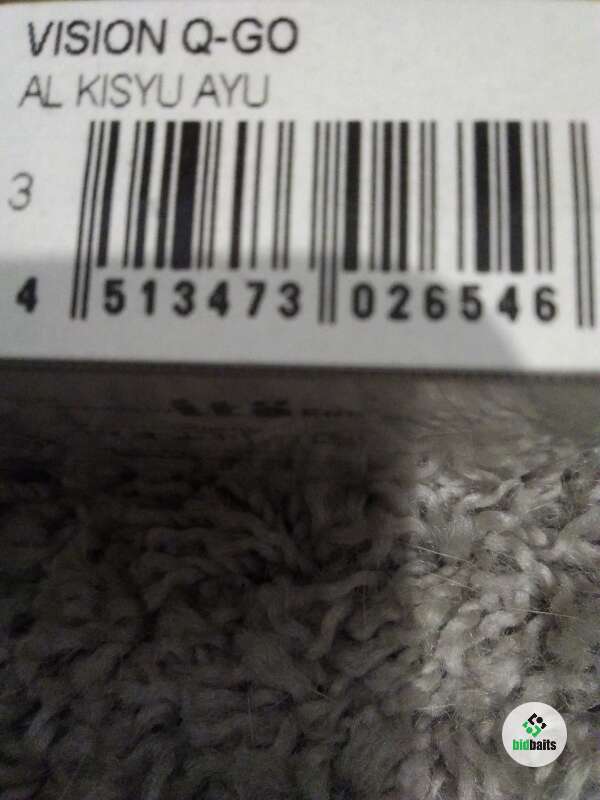 VISION Q-GO
AL KISYU AYU
3
4 513473 026546
bidbaits